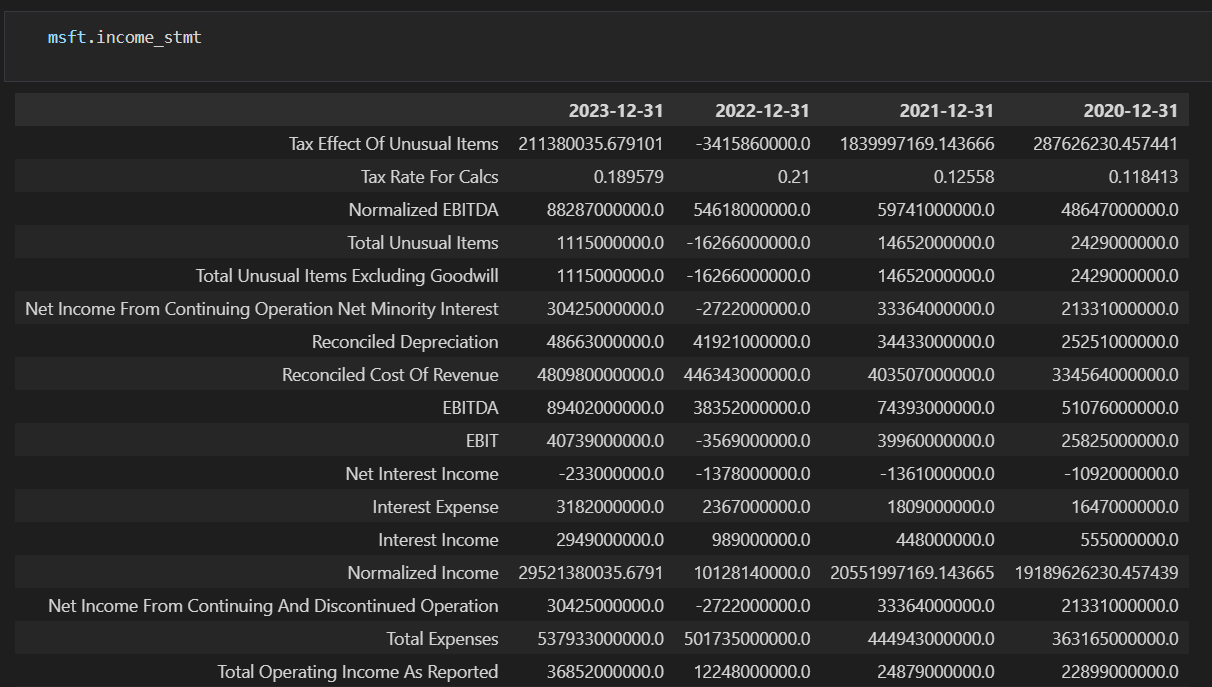 msft.income_stmt
2023-12-31 2022-12-31 2021-12-31 2020-12-31
Tax Effect Of Unusual Items 211380035.679101 -3415860000.0 1839997169.143666 287626230.457441
Tax Rate For Calcs 0.189579 0.21 0.12558 0.118413
Normalized EBITDA 88287000000.0 54618000000.0 59741000000.0 48647000000.0
Total Unusual Items 1115000000.0 -16266000000.0 14652000000.0 2429000000.0
Total Unusual Items Excluding Goodwill 1115000000.0 -16266000000.0 14652000000.0 2429000000.0
Net Income From Continuing Operation Net Minority Interest 30425000000.0 -2722000000.0 33364000000.0 21331000000.0
Reconciled Depreciation 48663000000.0 41921000000.0 34433000000.0 25251000000.0
Reconciled Cost Of Revenue 480980000000.0 446343000000.0 403507000000.0 334564000000.0
EBITDA 89402000000.0 38352000000.0 74393000000.0 51076000000.0
EBIT 40739000000.0 -3569000000.0 39960000000.0 25825000000.0
Net Interest Income -233000000.0 -1378000000.0 -1361000000.0 -1092000000.0
Interest Expense 3182000000.0 2367000000.0 1809000000.0 1647000000.0
Interest Income 2949000000.0 989000000.0 448000000.0 555000000.0
Normalized Income 29521380035.6791 10128140000.0 20551997169.143665 19189626230.457439
Net Income From Continuing And Discontinued Operation 30425000000.0 -2722000000.0 33364000000.0 21331000000.0
Total Expenses 537933000000.0 501735000000.0 444943000000.0 363165000000.0
Total Operating Income As Reported 36852000000.0 12248000000.0 24879000000.0 22899000000.0